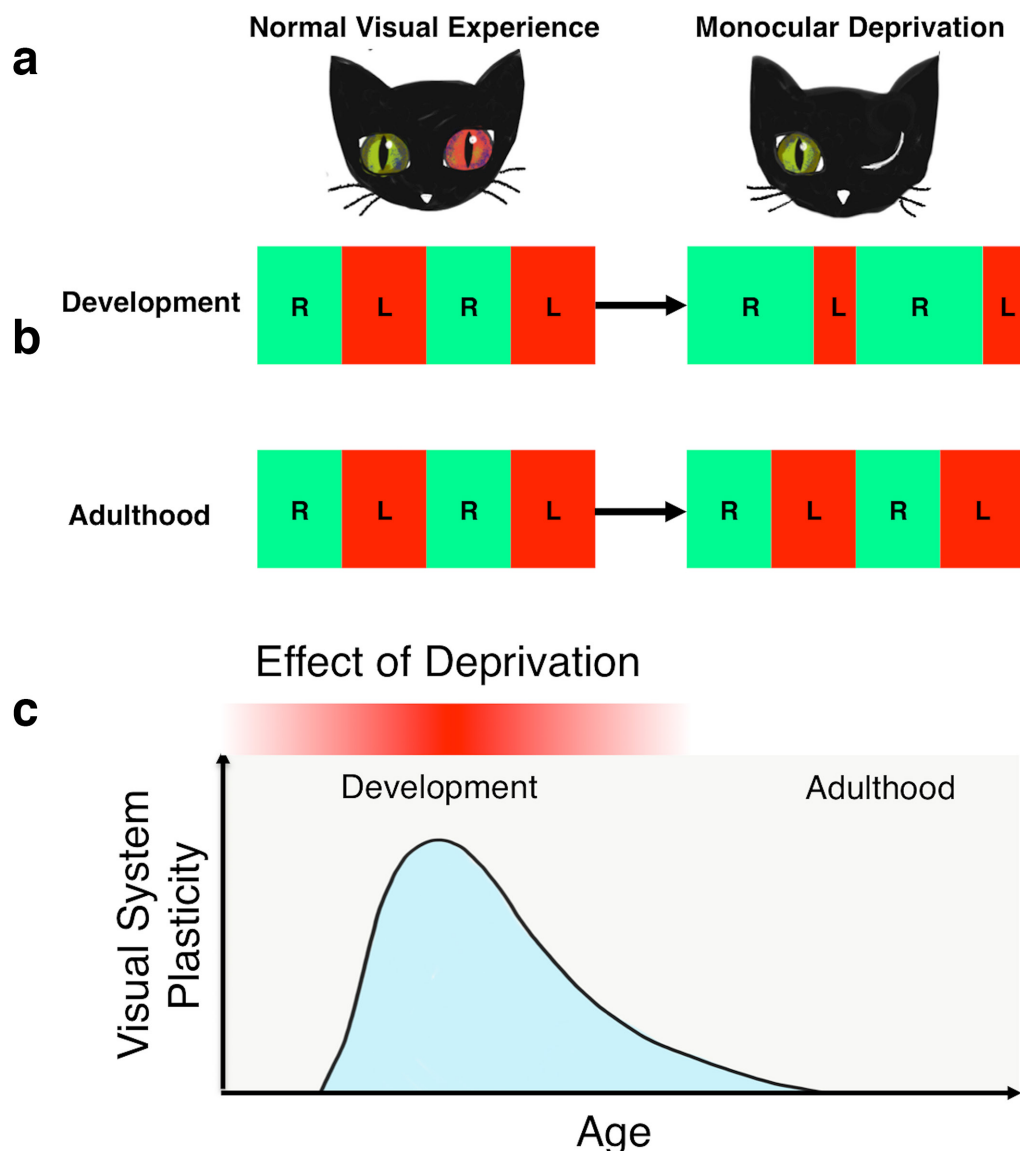 a
Normal Visual Experience
Monocular Deprivation
b
Development
R L R L
R L R L
Adulthood
R L R L
R L R L
c
Effect of Deprivation
Development
Adulthood
Visual System
Plasticity
Age